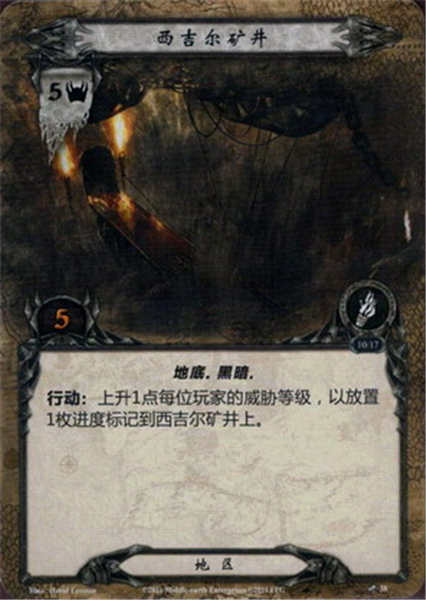 西吉尔矿井
5
5
10/17
地底. 黑暗.
行动: 上升1点每位玩家的威胁等级，以放置
1枚进度标记到西吉尔矿井上。
地区
38